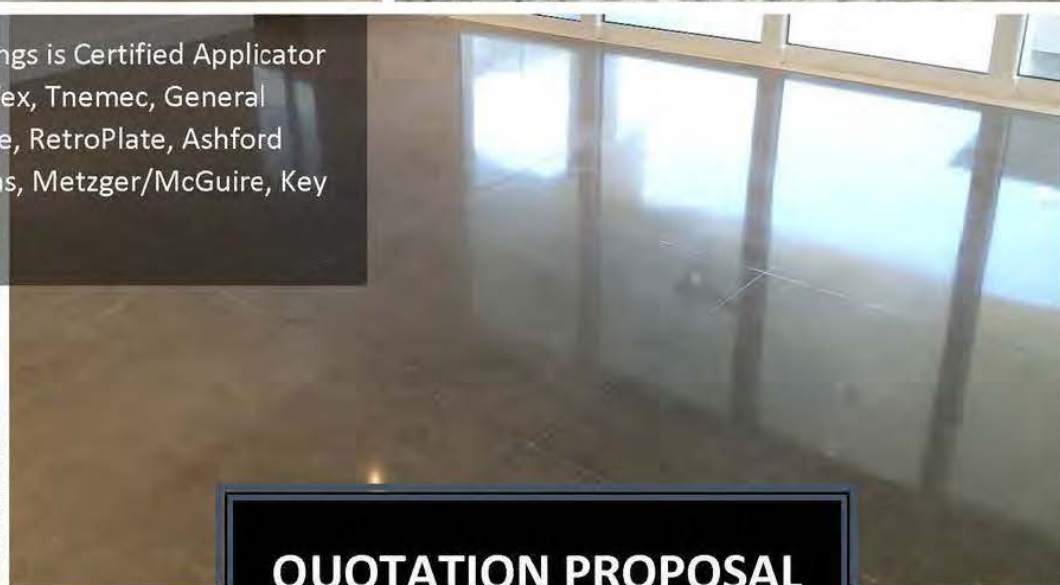 ngs is Certified Applicator
ex, Tnemec, General
e, RetroPlate, Ashford
s, Metzger/McGuire, Key
QUOTATION PROPOSAL